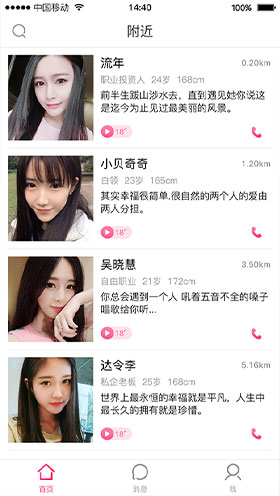 中国移动 14:40 100%
附近
流年 0.20km
职业投资人 24岁 168cm
前半生跋山涉水去，直到遇见她你说这
是迄今为止见过最美丽的风景。
18"
小贝奇奇 1.20km
白领 23岁 165cm
其实幸福很简单.很自然的两个人的爱由
两人分担。
18"
吴晓慧 3.50km
自由职业 21岁 172cm
你总会遇到一个人 吼着五音不全的嗓子
唱歌给你听...
18"
达令李 5.16km
私企老板 25岁 168cm
世界上最永恒的幸福就是平凡，人生中
最长久的拥有就是珍惜。
18"
首页 消息 我